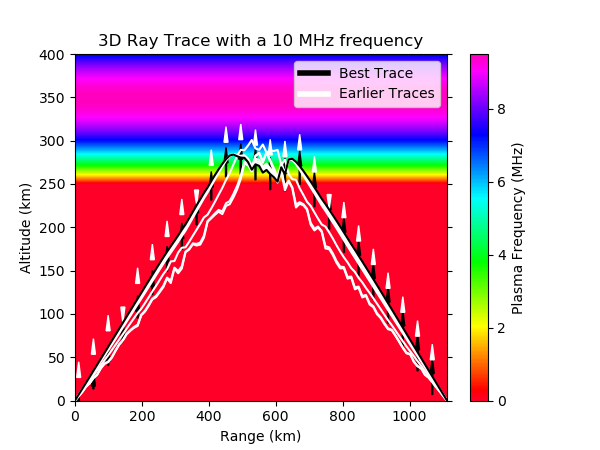 3D Ray Trace with a 10 MHz frequency
Best Trace
Earlier Traces
400
350
300
250
200
150
100
50
0
Altitude (km)
0 200 400 600 800 1000
Range (km)
8
6
4
2
0
Plasma Frequency (MHz)